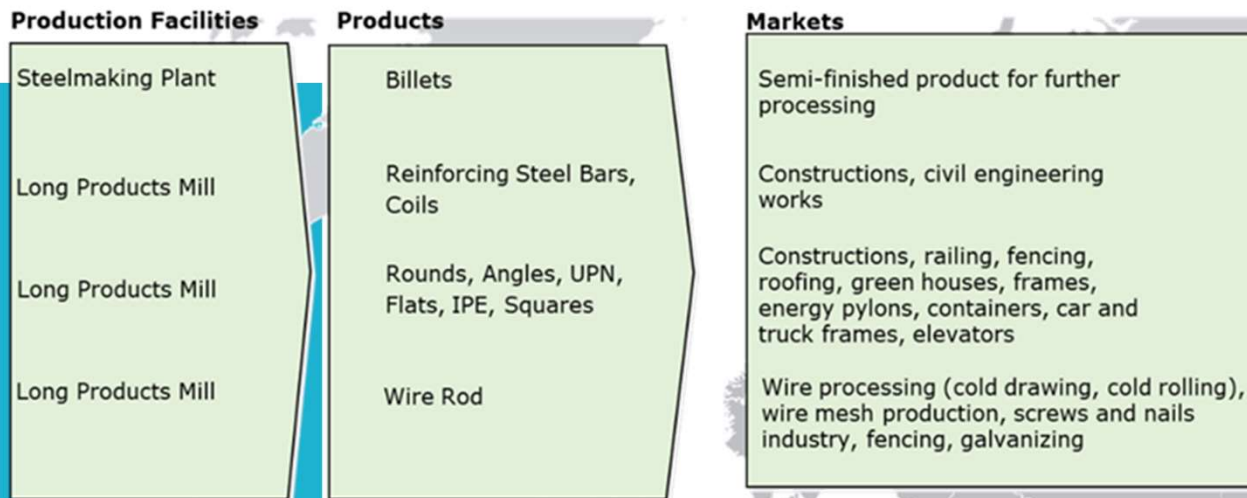 Production Facilities
Steelmaking Plant
Long Products Mill
Long Products Mill
Long Products Mill
Products
Billets
Reinforcing Steel Bars,
Coils
Rounds, Angles, UPN,
Flats, IPE, Squares
Wire Rod
Markets
Semi-finished product for further
processing
Constructions, civil engineering
works
Constructions, railing, fencing,
roofing, green houses, frames,
energy pylons, containers, car and
truck frames, elevators
Wire processing (cold drawing, cold rolling),
wire mesh production, screws and nails
industry, fencing, galvanizing